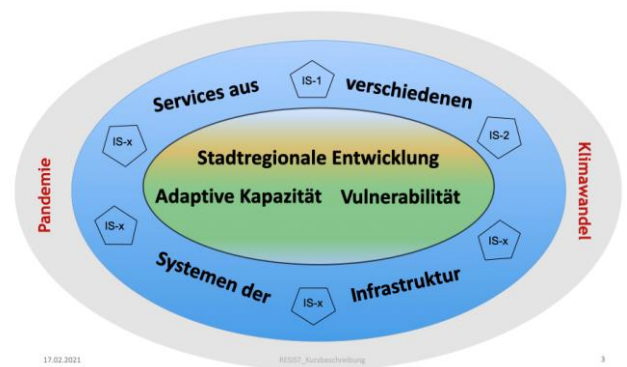 Services aus
IS-1
verschiedenen
IS-x
IS-2
Stadtregionale Entwicklung
Adaptive Kapazität Vulnerabilität
Pandemie
Klimawandel
IS-x
IS-x
Systemen der
IS-x
Infrastruktur
17.02.2021
RESIST_Kurzbeschreibung
3